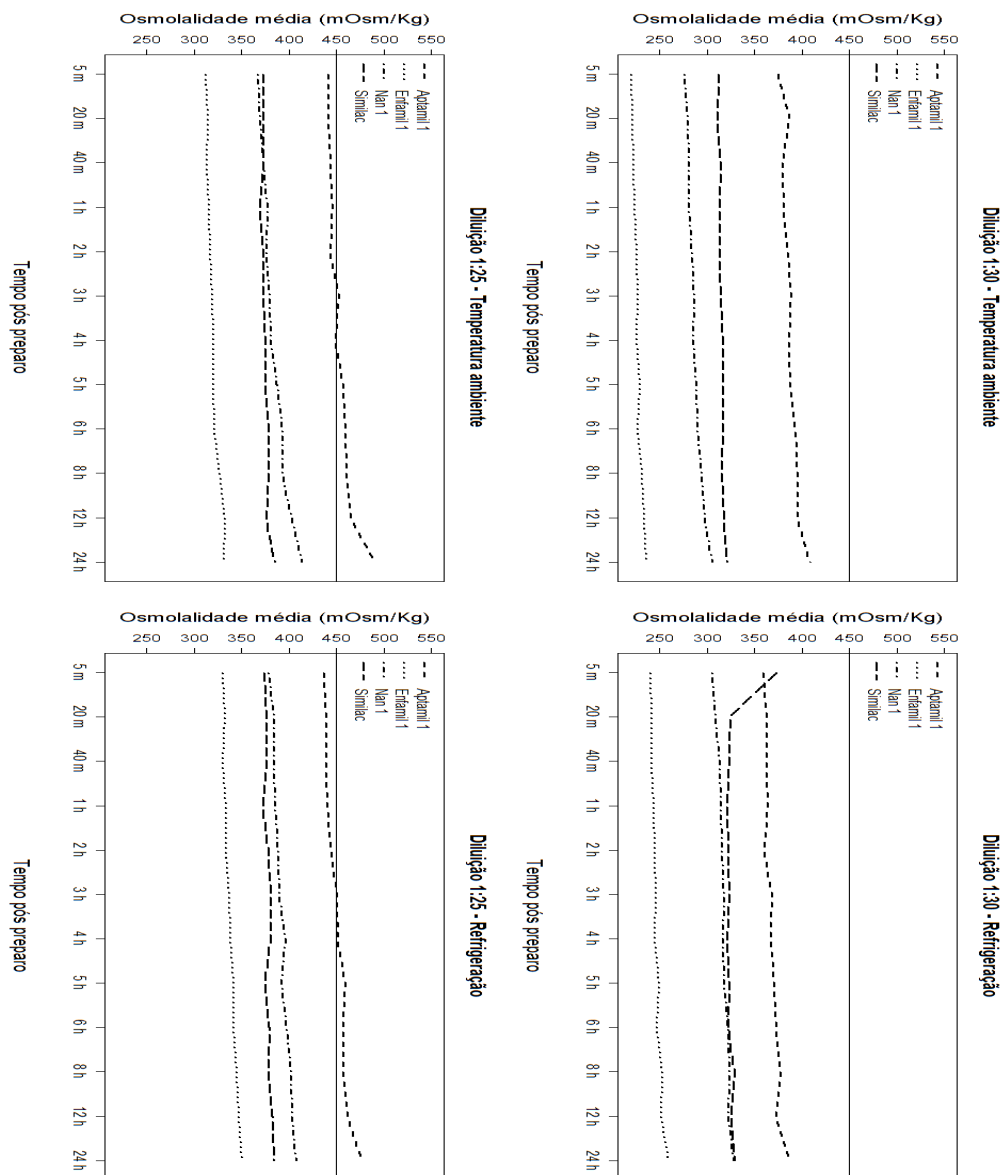 Osmolalidade média (mOsm/Kg)
250 300 350 400 450 500 550
Aptamil 1
Enfamil 1
Nan 1
Similac
5 m
20 m
40 m
1 h
2 h
3 h
4 h
5 h
6 h
8 h
12 h
24 h
Diluição 1:25 - Temperatura ambiente
Tempo pós preparo
Osmolalidade média (mOsm/Kg)
250 300 350 400 450 500 550
Aptamil 1
Enfamil 1
Nan 1
Similac
5 m
20 m
40 m
1 h
2 h
3 h
4 h
5 h
6 h
8 h
12 h
24 h
Diluição 1:30 - Temperatura ambiente
Tempo pós preparo
Osmolalidade média (mOsm/Kg)
250 300 350 400 450 500 550
Aptamil 1
Enfamil 1
Nan 1
Similac
5 m
20 m
40 m
1 h
2 h
3 h
4 h
5 h
6 h
8 h
12 h
24 h
Diluição 1:25 - Refrigeração
Tempo pós preparo
Osmolalidade média (mOsm/Kg)
250 300 350 400 450 500 550
Aptamil 1
Enfamil 1
Nan 1
Similac
5 m
20 m
40 m
1 h
2 h
3 h
4 h
5 h
6 h
8 h
12 h
24 h
Diluição 1:30 - Refrigeração
Tempo pós preparo